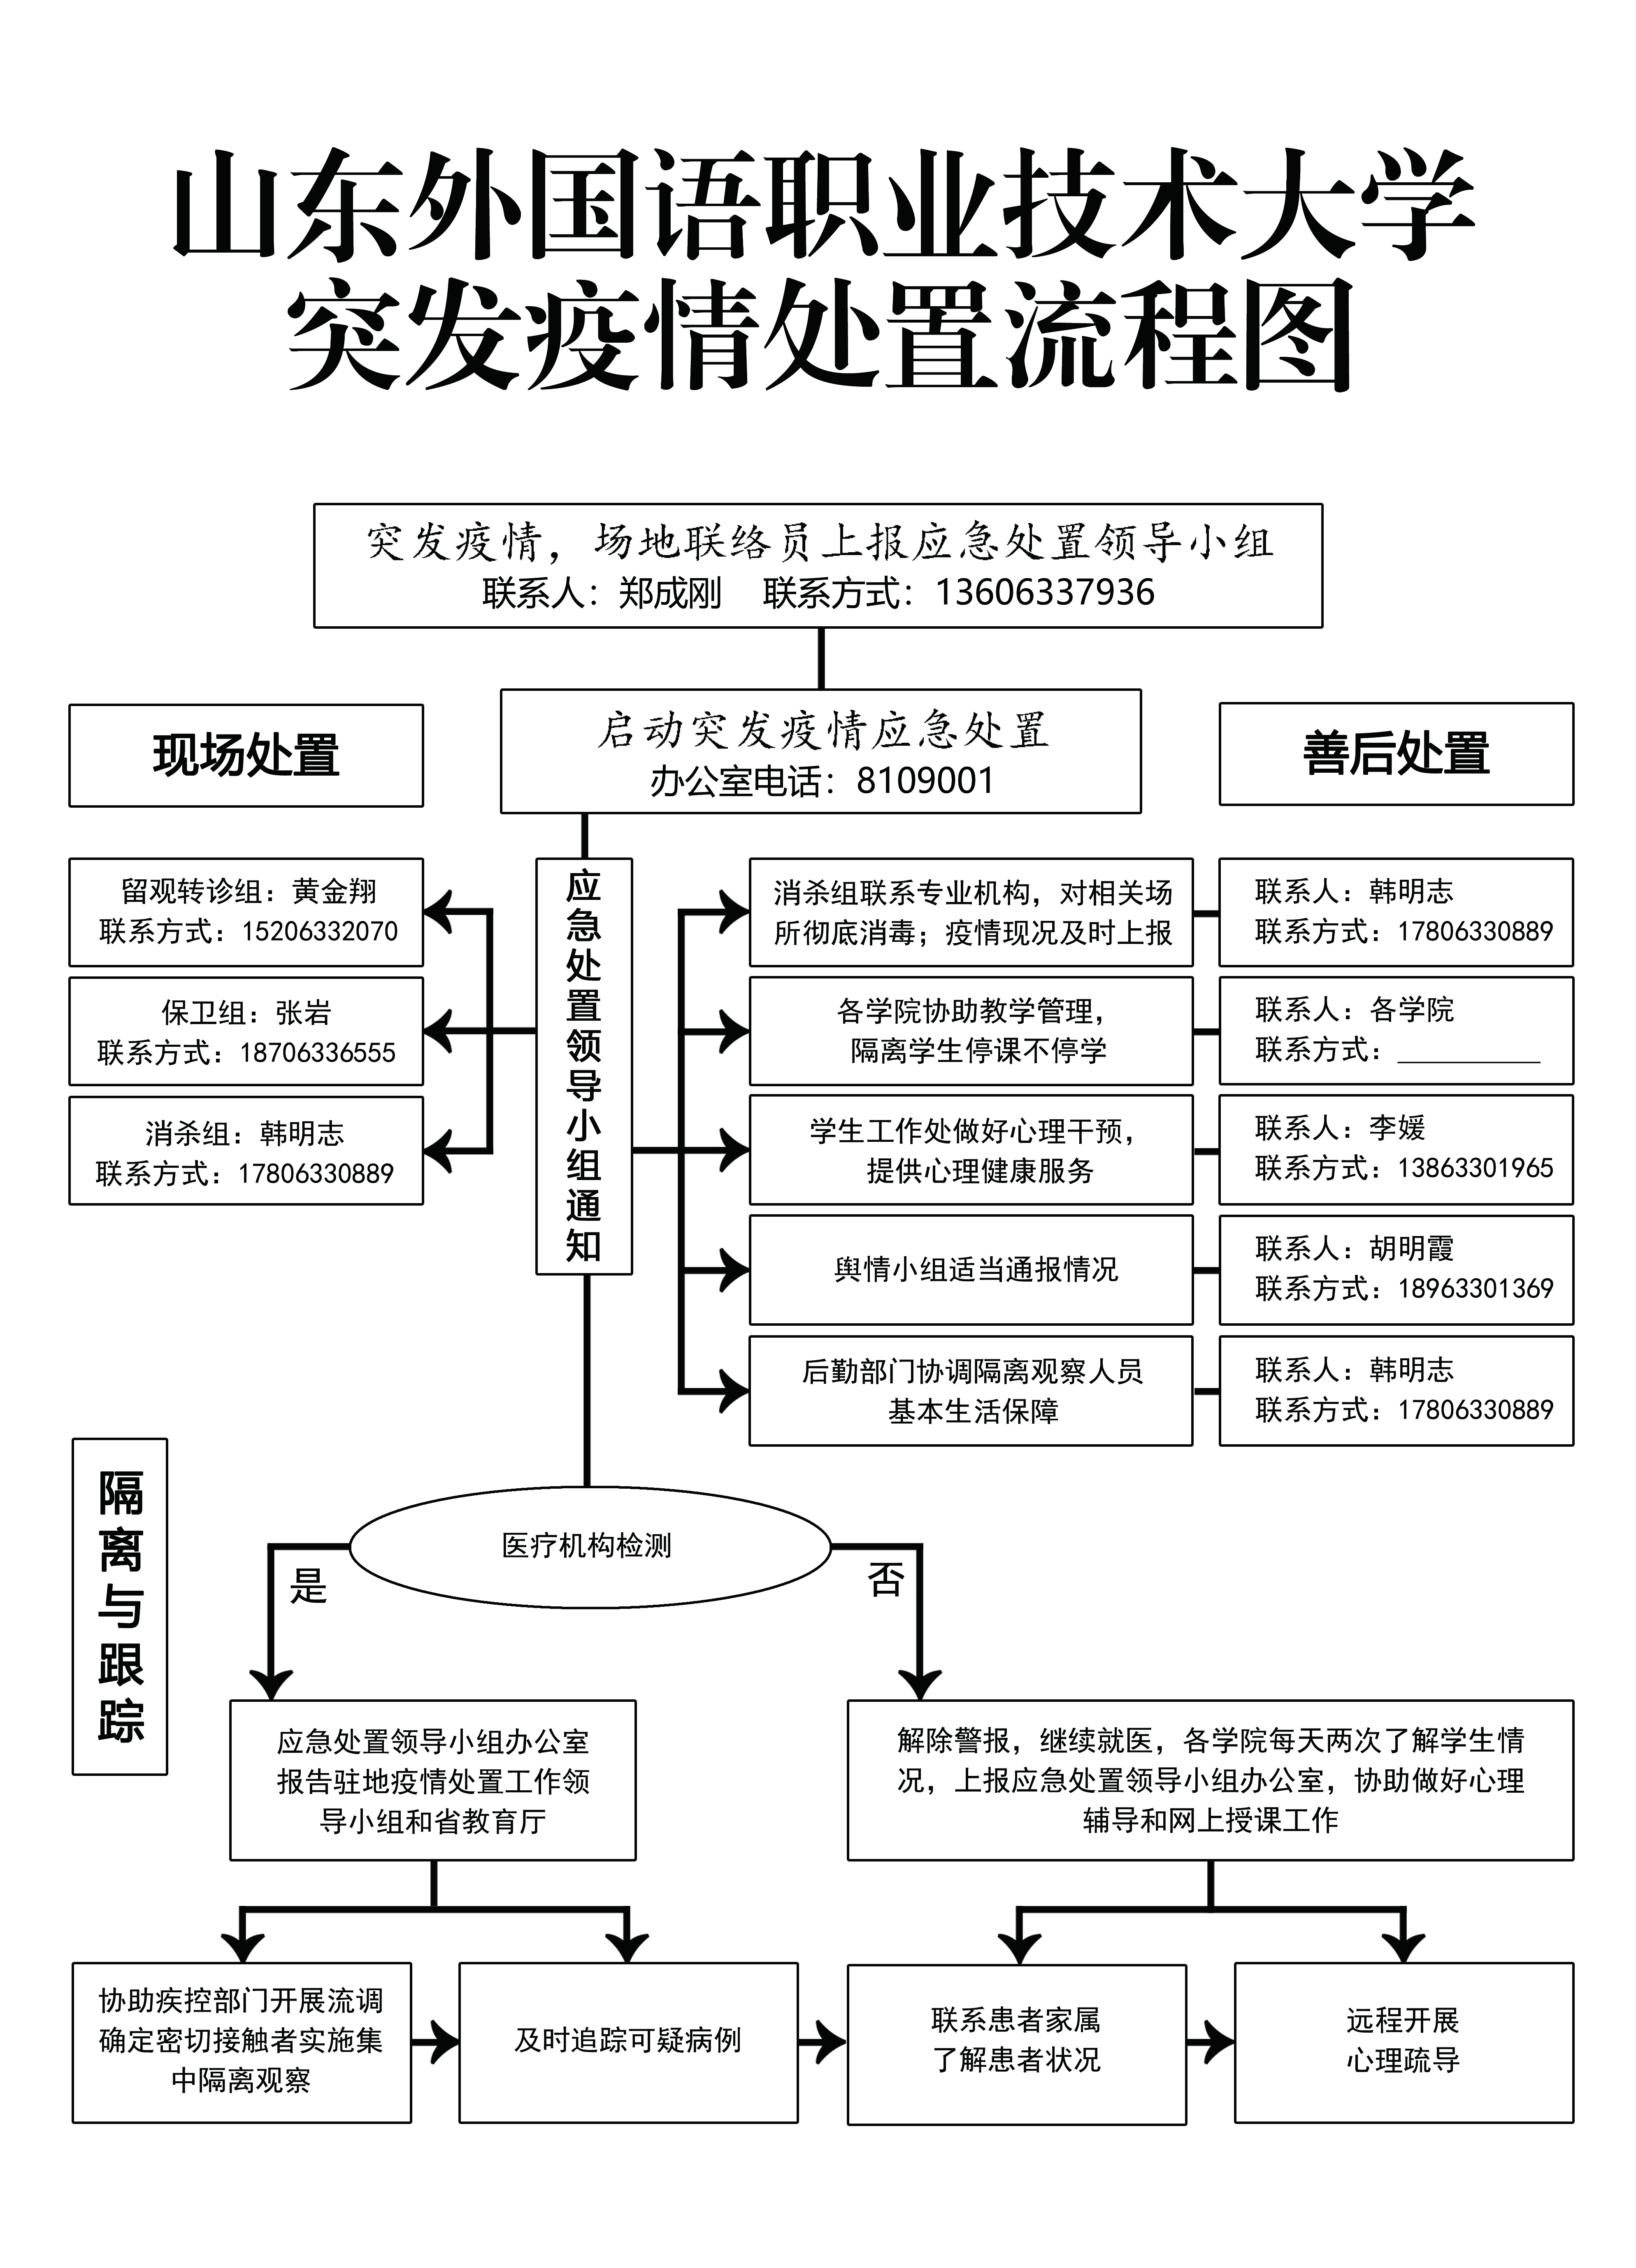 山东外国语职业技术大学
突发疫情处置流程图
突发疫情，场地联络员上报应急处置领导小组
联系人：郑成刚 联系方式：13606337936
现场处置
启动突发疫情应急处置
办公室电话：8109001
善后处置
留观转诊组：黄金翔
联系方式：15206332070
保卫组：张岩
联系方式：18706336555
消杀组：韩明志
联系方式：17806330889
应急处置领导小组通知
消杀组联系专业机构，对相关场
所彻底消毒；疫情现况及时上报
联系人：韩明志
联系方式：17806330889
各学院协助教学管理，
隔离学生停课不停学
联系人：各学院
联系方式：__________
学生工作处做好心理干预，
提供心理健康服务
联系人：李媛
联系方式：13863301965
舆情小组适当通报情况
联系人：胡明霞
联系方式：18963301369
后勤部门协调隔离观察人员
基本生活保障
联系人：韩明志
联系方式：17806330889
隔离与跟踪
医疗机构检测
是
否
应急处置领导小组办公室
报告驻地疫情处置工作领
导小组和省教育厅
解除警报，继续就医，各学院每天两次了解学生情
况，上报应急处置领导小组办公室，协助做好心理
辅导和网上授课工作
协助疾控部门开展流调
确定密切接触者实施集
中隔离观察
及时追踪可疑病例
联系患者家属
了解患者状况
远程开展
心理疏导